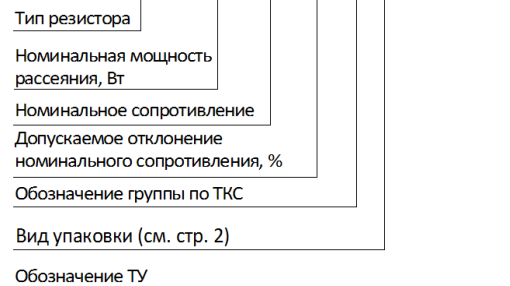 Тип резистора
Номинальная мощность
рассеяния, Вт
Номинальное сопротивление
Допускаемое отклонение
номинального сопротивления, %
Обозначение группы по ТКС
Вид упаковки (см. стр. 2)
Обозначение ТУ